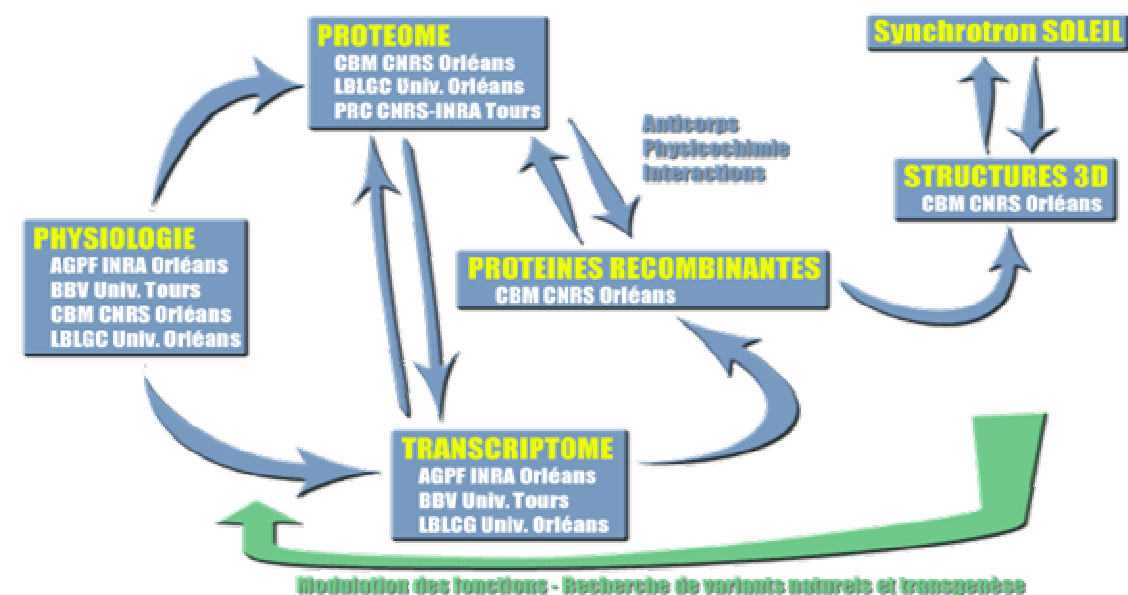 PROTEOME
CBM CNRS Orléans
LBLGC Univ. Orléans
PRC CNRS-INRA Tours
Synchrotron SOLEIL
Anticorps
Physicochimie
Interactions
STRUCTURES 3D
CBM CNRS Orléans
PHYSIOLOGIE
AGPF INRA Orléans
BBV Univ. Tours
CBM CNRS Orléans
LBLGC Univ. Orléans
PROTEINES RECOMBINANTES
CBM CNRS Orléans
TRANSCRIPTOME
AGPF INRA Orléans
BBV Univ. Tours
LBLCG Univ. Orléans
Modulation des fonctions - Recherche de variants naturels et transgenèse